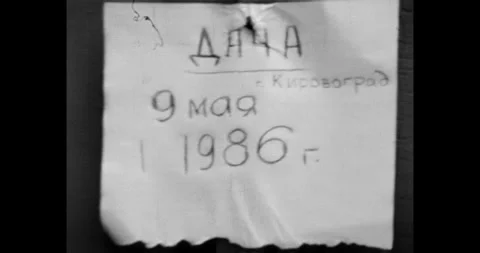 ДАЧА
г. Кировоград
9 мая
1986 г.